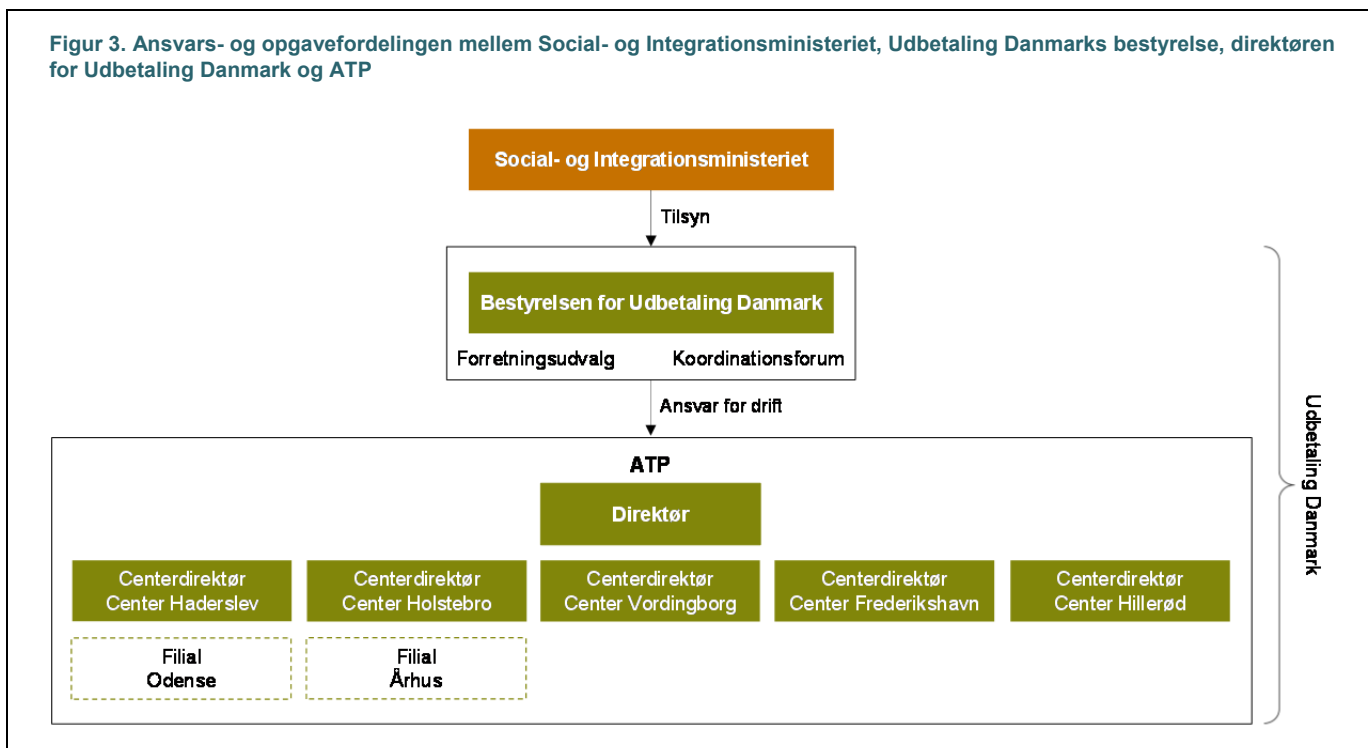 Figur 3. Ansvars- og opgavefordelingen mellem Social- og Integrationsministeriet, Udbetaling Danmarks bestyrelse, direktøren
for Udbetaling Danmark og ATP
Social- og Integrationsministeriet
Tilsyn
Bestyrelsen for Udbetaling Danmark
Forretningsudvalg
Koordinationsforum
Ansvar for drift
Udbetaling Danmark
ATP
Direktør
Centerdirektør
Center Haderslev
Centerdirektør
Center Holstebro
Centerdirektør
Center Vordingborg
Centerdirektør
Center Frederikshavn
Centerdirektør
Center Hillerød
Filial
Odense
Filial
Århus